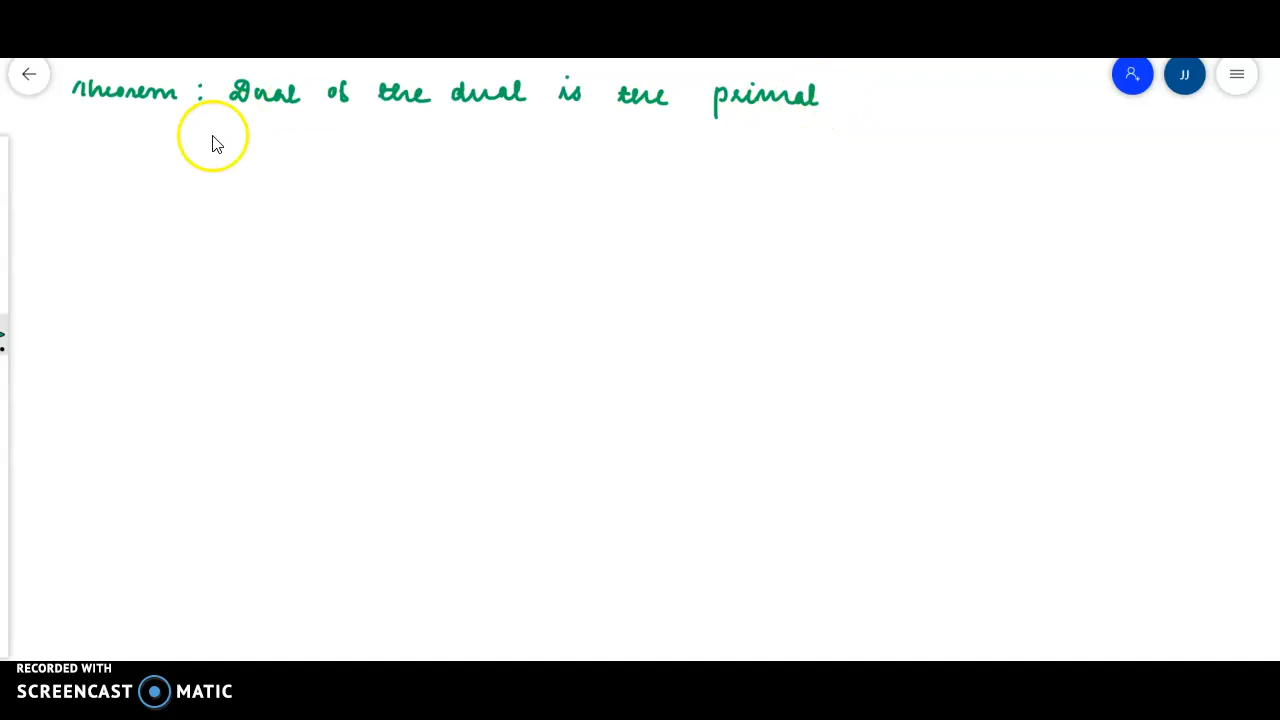 Theorem : Dual of the dual is the primal
JJ
RECORDED WITH
SCREENCAST MATIC